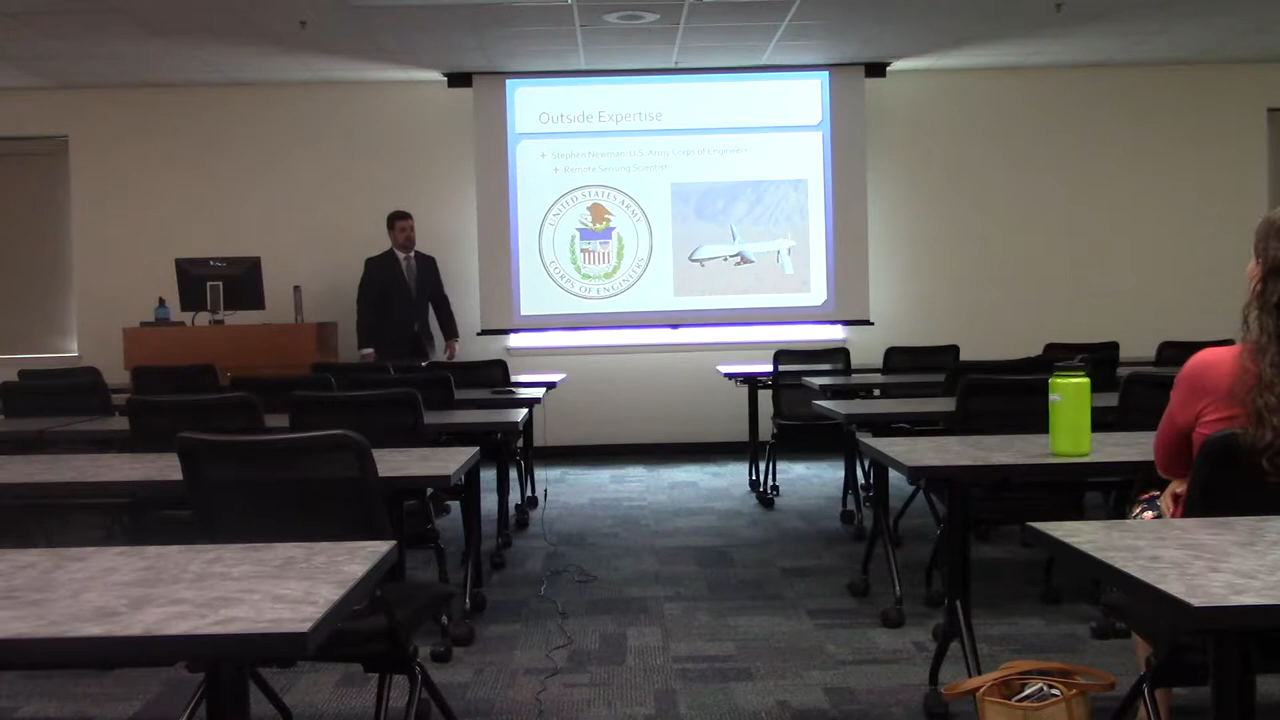 Outside Expertise
Stephen Newman: U.S. Army Corps of Engineers
Remote Sensing Scientist
UNITED STATES ARMY
CORPS OF ENGINEERS